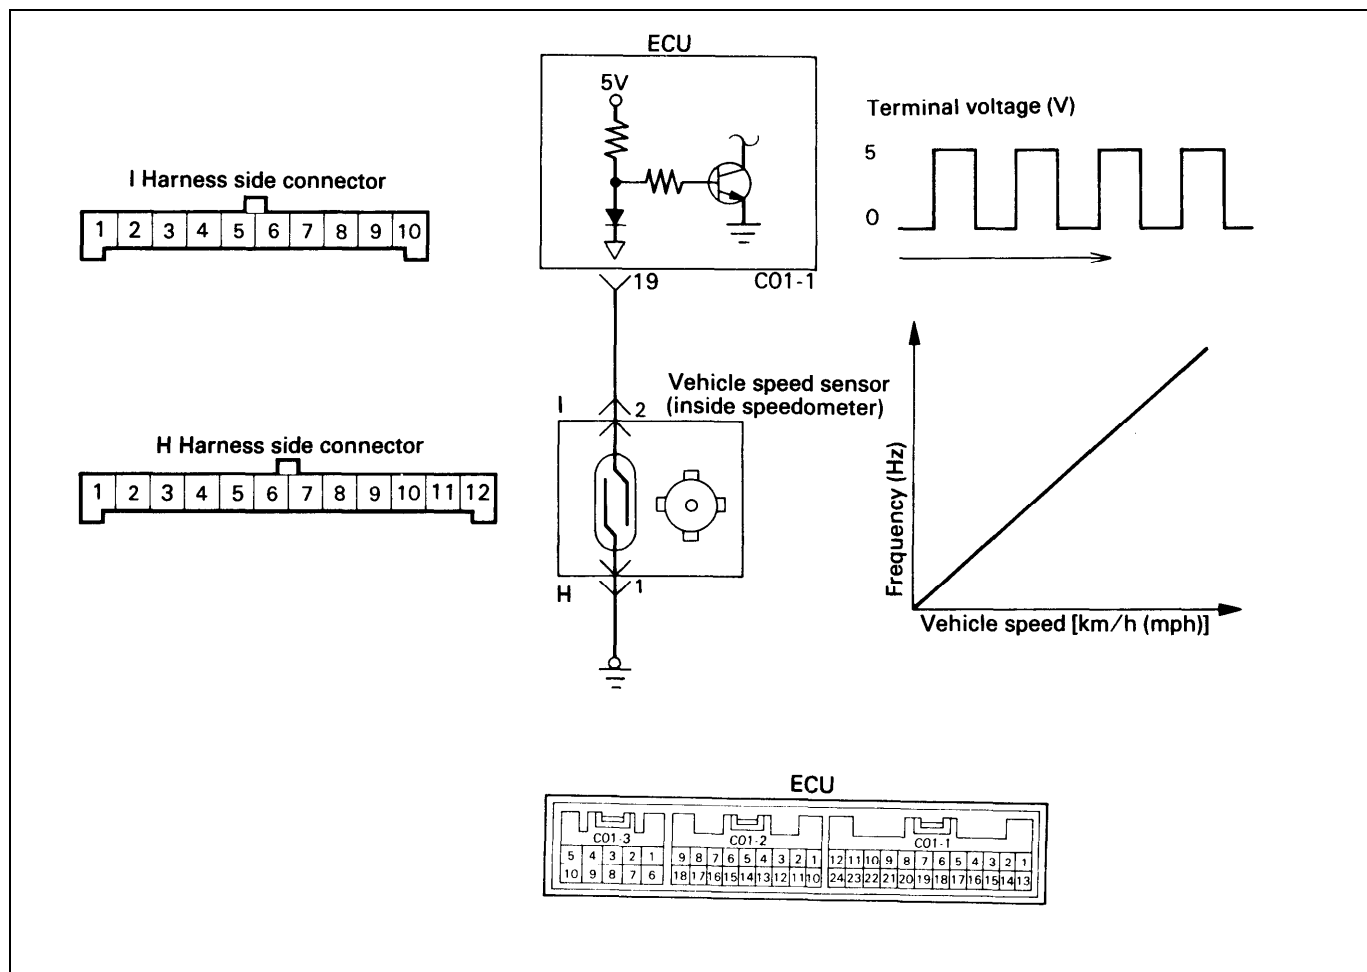 ECU
5V
19
C01-1
Terminal voltage (V)
5
0
I Harness side connector
1 2 3 4 5 6 7 8 9 10
Vehicle speed sensor
(inside speedometer)
I
2
H Harness side connector
1 2 3 4 5 6 7 8 9 10 11 12
H
1
Frequency (Hz)
Vehicle speed [km/h (mph)]
ECU
C01-3 C01-2 C01-1
5 4 3 2 1 9 8 7 6 5 4 3 2 1 12 11 10 9 8 7 6 5 4 3 2 1
10 9 8 7 6 18 17 16 15 14 13 12 11 10 24 23 22 21 20 19 18 17 16 15 14 13